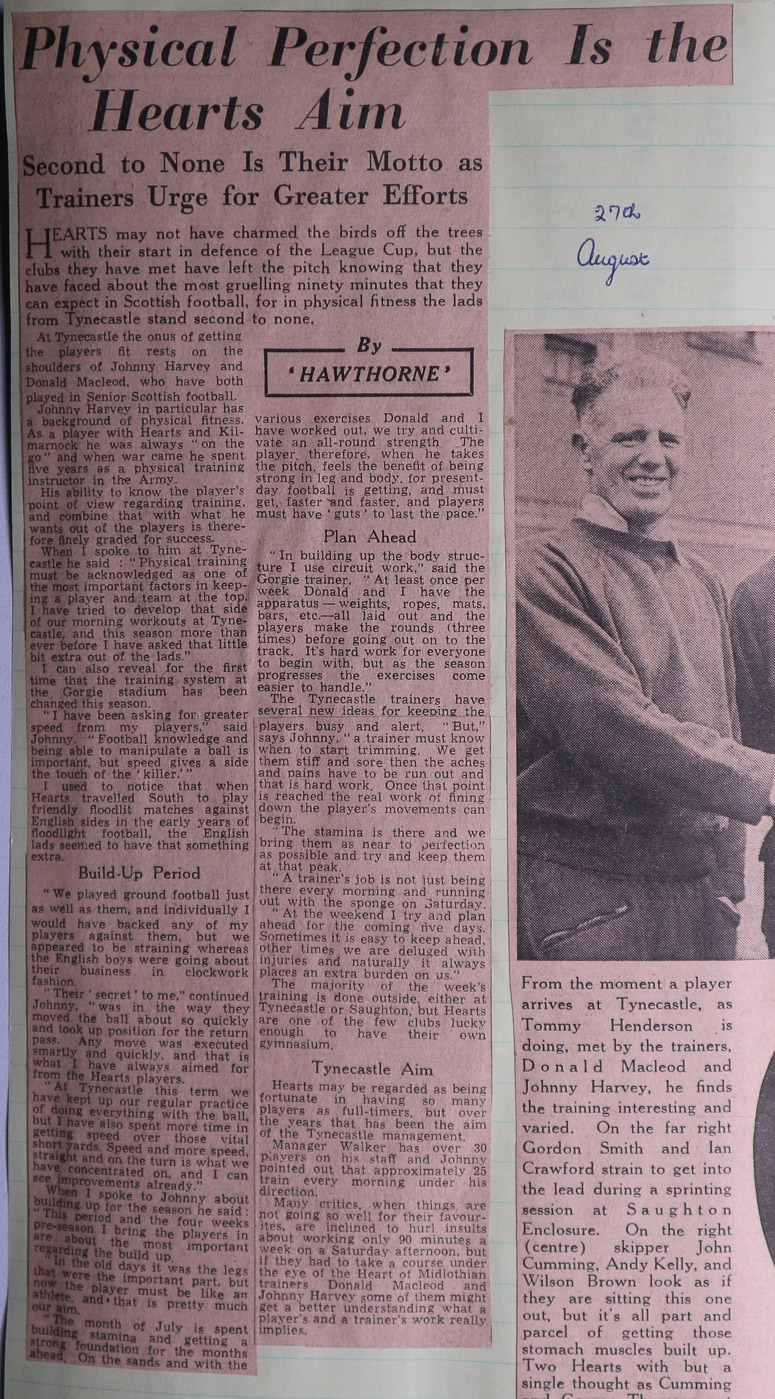 Physical Perfection Is the
Hearts Aim
Second to None Is Their Motto as
Trainers Urge for Greater Efforts
HEARTS may not have charmed the birds off the trees
with their start in defence of the League Cup, but the
clubs they have met have left the pitch knowing that they
have faced about the most gruelling ninety minutes that they
can expect in Scottish football, for in physical fitness the lads
from Tynecastle stand second to none.
At Tynecastle the onus of getting
the players fit rests on the
shoulders of Johnny Harvey and
Donald Macleod, who have both
played in Senior Scottish football.
Johnny Harvey in particular has
a background of physical fitness.
As a player with Hearts and Kil-
marnock he was always "on the
go" and when war came he spent
five years as a physical training
instructor in the Army.
His ability to know the player's
point of view regarding training,
and combine that with what he
wants out of the players is there-
fore finely graded for success.
When I spoke to him at Tyne-
castle he said : "Physical training
must be acknowledged as one of
the most important factors in keep-
ing a player and team at the top.
I have tried to develop that side
of our morning workouts at Tyne-
castle, and this season more than
ever before I have asked that little
bit extra out of the lads."
I can also reveal for the first
time that the training system at
the Gorgie stadium has been
changed this season.
"I have been asking for greater
speed from my players," said
Johnny. "Football knowledge and
being able to manipulate a ball is
important, but speed gives a side
the touch of the 'killer.'"
I used to notice that when
Hearts travelled South to play
friendly floodlit matches against
English sides in the early years of
floodlight football, the English
lads seemed to have that something
extra.
Build-Up Period
"We played ground football just
as well as them, and individually I
would have backed any of my
players against them, but we
appeared to be straining whereas
the English boys were going about
their business in clockwork
fashion.
"Their 'secret' to me," continued
Johnny, "was in the way they
moved the ball about so quickly
and took up position for the return
pass. Any move was executed
smartly and quickly, and that is
what I have always aimed for
from the Hearts players.
"At Tynecastle this term we
have kept up our regular practice
of doing everything with the ball,
but I have also spent more time in
getting speed over those vital
short yards. Speed and more speed,
straight and on the turn is what we
have concentrated on, and I can
see improvements already."
When I spoke to Johnny about
building up for the season he said :
"This period and the four weeks
pre-season I bring the players in
are about the most important
regarding the build up.
"In the old days it was the legs
that were the important part, but
now the player must be like an
athlete, and that is pretty much
our aim.
"The month of July is spent
building stamina and getting a
strong foundation for the months
ahead. On the sands and with the
By
'HAWTHORNE'
various exercises Donald and I
have worked out, we try and culti-
vate an all-round strength The
player, therefore, when he takes
the pitch, feels the benefit of being
strong in leg and body, for present-
day football is getting, and must
get, faster and faster, and players
must have 'guts' to last the pace."
Plan Ahead
"In building up the body struc-
ture I use circuit work," said the
Gorgie trainer. "At least once per
week Donald and I have the
apparatus — weights, ropes, mats,
bars, etc.—all laid out and the
players make the rounds (three
times) before going out on to the
track. It's hard work for everyone
to begin with, but as the season
progresses the exercises come
easier to handle."
The Tynecastle trainers have
several new ideas for keeping the
players busy and alert. "But,"
says Johnny, "a trainer must know
when to start trimming. We get
them stiff and sore then the aches
and pains have to be run out and
that is hard work. Once that point
is reached the real work of fining
down the player's movements can
begin.
"The stamina is there and we
bring them as near to perfection
as possible and try and keep them
at that peak.
"A trainer's job is not just being
there every morning and running
out with the sponge on Saturday.
"At the weekend I try and plan
ahead for the coming five days.
Sometimes it is easy to keep ahead,
other times we are deluged with
injuries and naturally it always
places an extra burden on us."
The majority of the week's
training is done outside, either at
Tynecastle or Saughton, but Hearts
are one of the few clubs lucky
enough to have their own
gymnasium.
Tynecastle Aim
Hearts may be regarded as being
fortunate in having so many
players as full-timers, but over
the years that has been the aim
of the Tynecastle management.
Manager Walker has over 30
players on his staff and Johnny
pointed out that approximately 25
train every morning under his
direction.
Many critics, when things are
not going so well for their favour-
ites, are inclined to hurl insults
about working only 90 minutes a
week on a Saturday afternoon, but
if they had to take a course under
the eye of the Heart of Midlothian
trainers Donald Macleod and
Johnny Harvey some of them might
get a better understanding what a
player's and a trainer's work really
implies.
27th
August
From the moment a player
arrives at Tynecastle, as
Tommy Henderson is
doing, met by the trainers,
Donald Macleod and
Johnny Harvey, he finds
the training interesting and
varied. On the far right
Gordon Smith and Ian
Crawford strain to get into
the lead during a sprinting
session at Saughton
Enclosure. On the right
(centre) skipper John
Cumming, Andy Kelly, and
Wilson Brown look as if
they are sitting this one
out, but it's all part and
parcel of getting those
stomach muscles built up.
Two Hearts with but a
single thought as Cumming